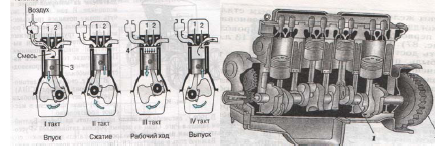 Воздух
1 2
1 2
1 2
1 2
Смесь
3
4
I такт
II такт
III такт
IV такт
Впуск
Сжатие
Рабочий ход
Выпуск
1